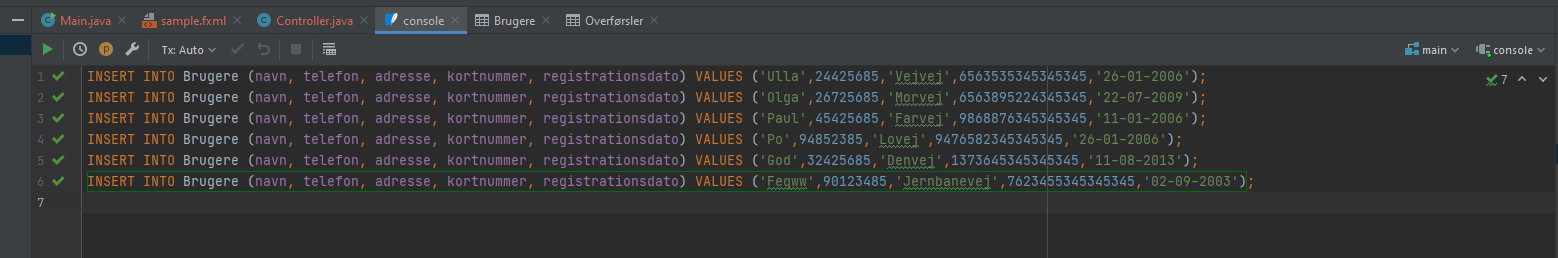 Main.java sample.fxml Controller.java console Brugere Overførsler
Tx: Auto main console
1 INSERT INTO Brugere (navn, telefon, adresse, kortnummer, registrationsdato) VALUES ('Ulla',24425685,'Vejvej',6563535345345345,'26-01-2006'); 7
2 INSERT INTO Brugere (navn, telefon, adresse, kortnummer, registrationsdato) VALUES ('Olga',26725685,'Morvej',6563895224345345,'22-07-2009');
3 INSERT INTO Brugere (navn, telefon, adresse, kortnummer, registrationsdato) VALUES ('Paul',45425685,'Farvej',9868876345345345,'11-01-2006');
4 INSERT INTO Brugere (navn, telefon, adresse, kortnummer, registrationsdato) VALUES ('Po',94852385,'Lovej',9476582345345345,'26-01-2006');
5 INSERT INTO Brugere (navn, telefon, adresse, kortnummer, registrationsdato) VALUES ('God',32425685,'Denvej',1373645345345345,'11-08-2013');
6 INSERT INTO Brugere (navn, telefon, adresse, kortnummer, registrationsdato) VALUES ('Feqww',90123485,'Jernbanevej',7623455345345345,'02-09-2003');
7